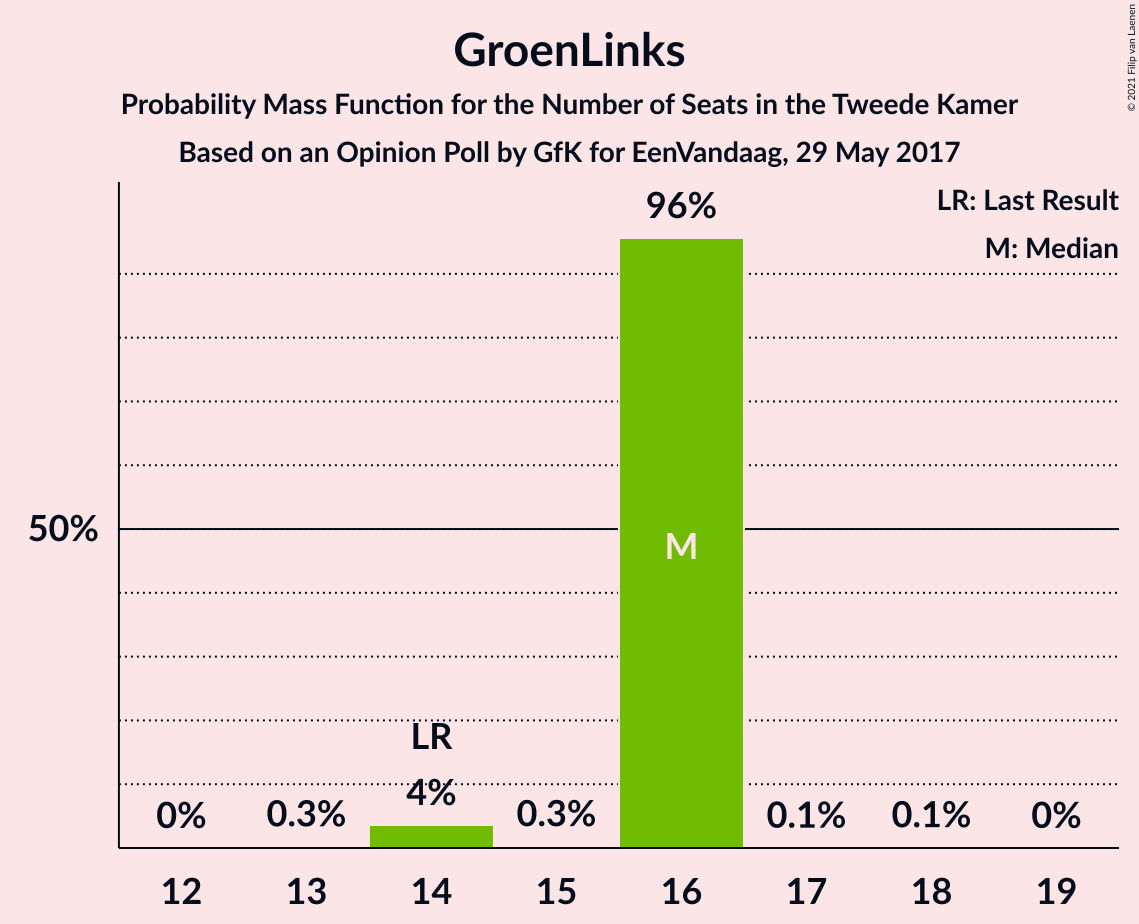 GroenLinks
Probability Mass Function for the Number of Seats in the Tweede Kamer
Based on an Opinion Poll by GfK for EenVandaag, 29 May 2017
© 2021 Filip van Laenen
LR: Last Result
M: Median
96%
50%
M
LR
0% 0.3% 4% 0.3% 0.1% 0.1% 0%
12 13 14 15 16 17 18 19